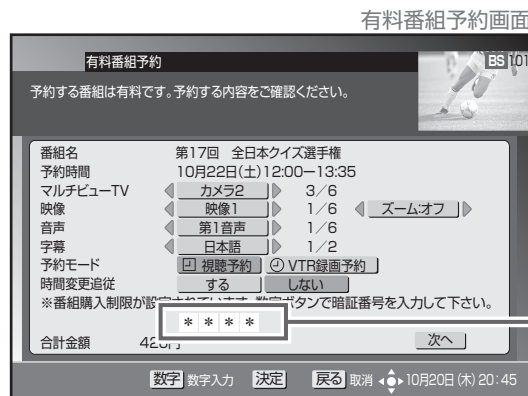 有料番組予約画面
有料番組予約
BS 101
予約する番組は有料です。予約する内容をご確認ください。
番組名 第17回 全日本クイズ選手権
予約時間 10月22日(土)12:00−13:35
マルチビューTV カメラ2 3/6
映像 映像1 1/6 ズーム:オフ
音声 第1音声 1/6
字幕 日本語 1/2
予約モード 視聴予約 VTR録画予約
時間変更追従 する しない
※番組購入制限が設定されています。数字ボタンで暗証番号を入力して下さい。
* * * *
合計金額 420円 次へ
数字 数字入力 決定 戻る 取消 10月20日(木)20:45